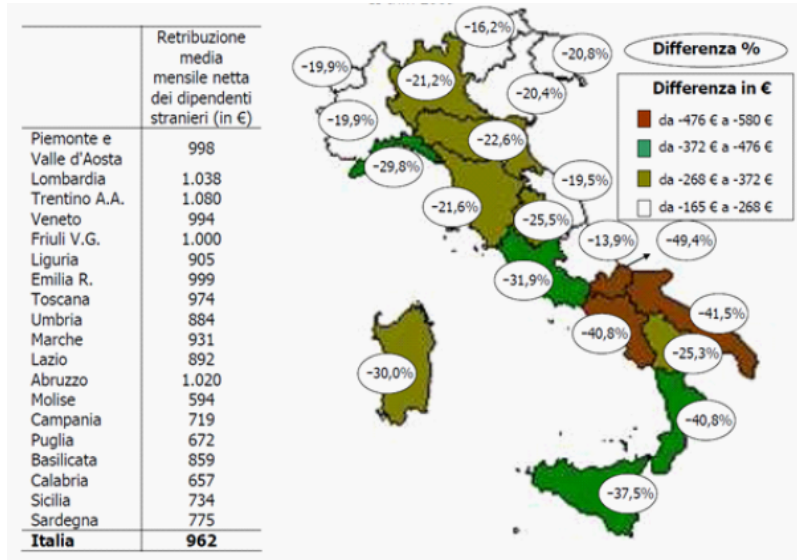 Retribuzione
media
mensile netta
dei dipendenti
stranieri (in €)
Piemonte e
Valle d'Aosta 998
Lombardia 1.038
Trentino A.A. 1.080
Veneto 994
Friuli V.G. 1.000
Liguria 905
Emilia R. 999
Toscana 974
Umbria 884
Marche 931
Lazio 892
Abruzzo 1.020
Molise 594
Campania 719
Puglia 672
Basilicata 859
Calabria 657
Sicilia 734
Sardegna 775
Italia 962
Differenza %
Differenza in €
da -476 € a -580 €
da -372 € a -476 €
da -268 € a -372 €
da -165 € a -268 €
-16,2%
-20,8%
-19,9%
-21,2%
-20,4%
-19,9%
-22,6%
-29,8%
-19,5%
-21,6%
-25,5%
-13,9%
-49,4%
-31,9%
-41,5%
-40,8%
-25,3%
-30,0%
-40,8%
-37,5%